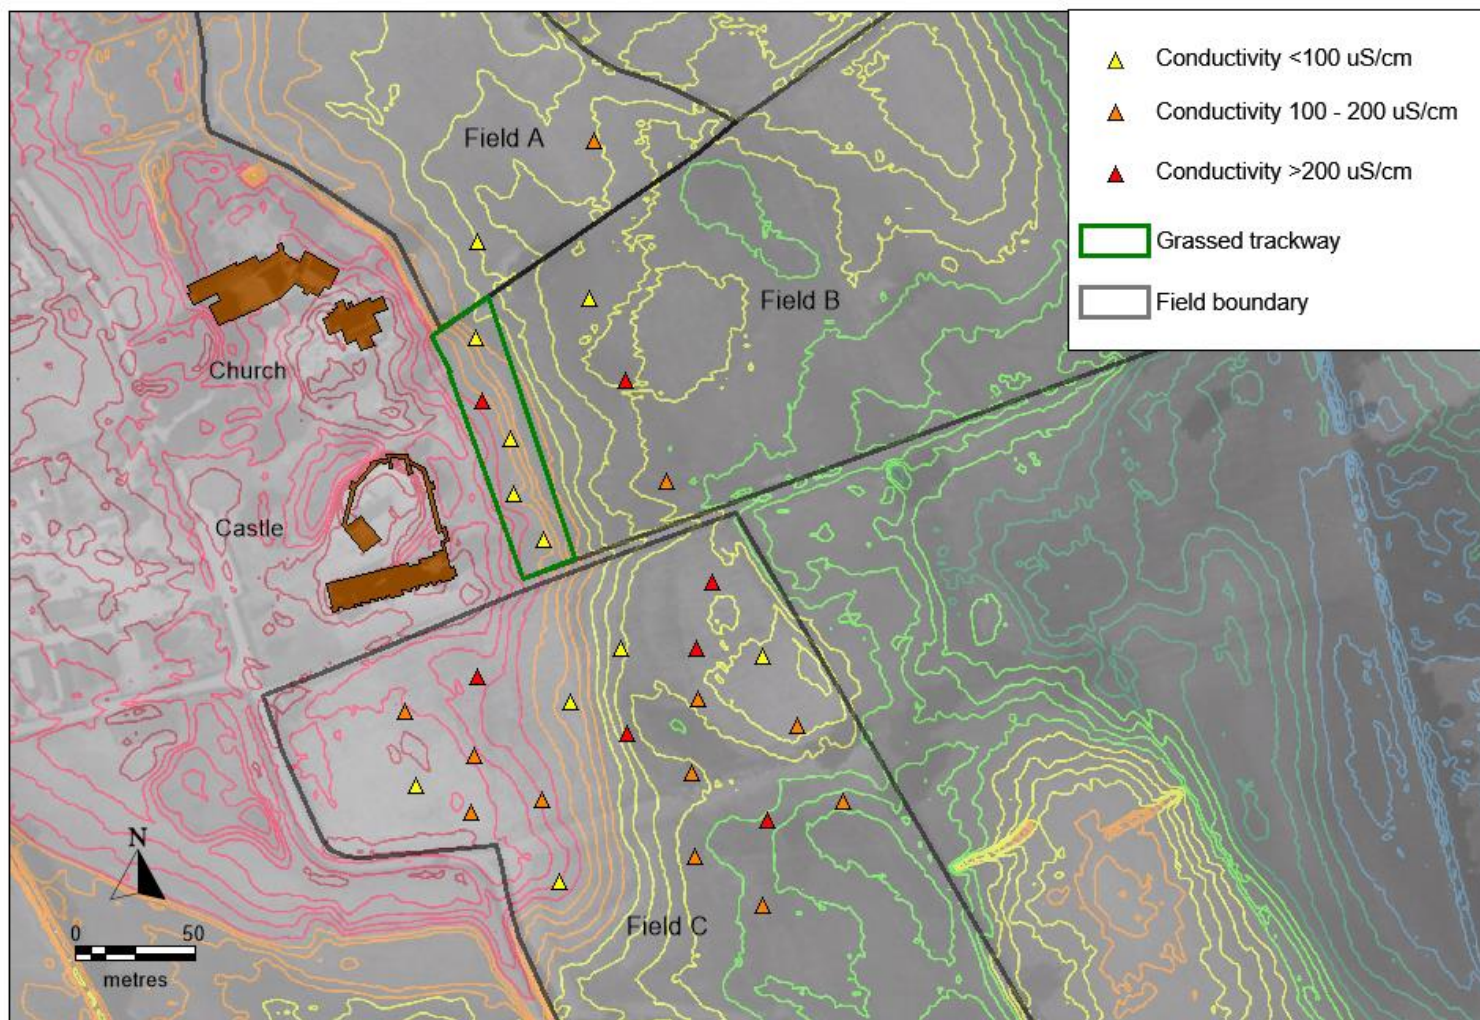 Conductivity <100 uS/cm
Conductivity 100 - 200 uS/cm
Conductivity >200 uS/cm
Grassed trackway
Field boundary
Field A
Field B
Church
Castle
Field C
N
0 50
metres